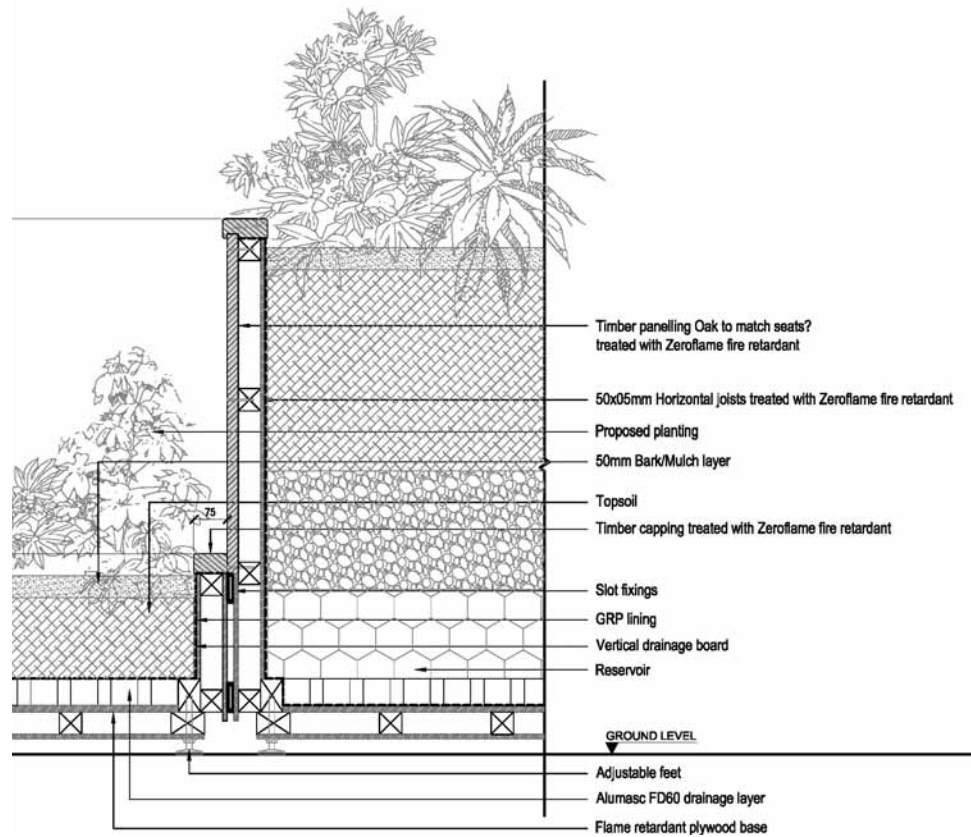 Timber panelling Oak to match seats?
treated with Zeroflame fire retardant
50x05mm Horizontal joists treated with Zeroflame fire retardant
Proposed planting
50mm Bark/Mulch layer
75
Topsoil
Timber capping treated with Zeroflame fire retardant
Slot fixings
GRP lining
Vertical drainage board
Reservoir
GROUND LEVEL
Adjustable feet
Alumasc FD60 drainage layer
Flame retardant plywood base